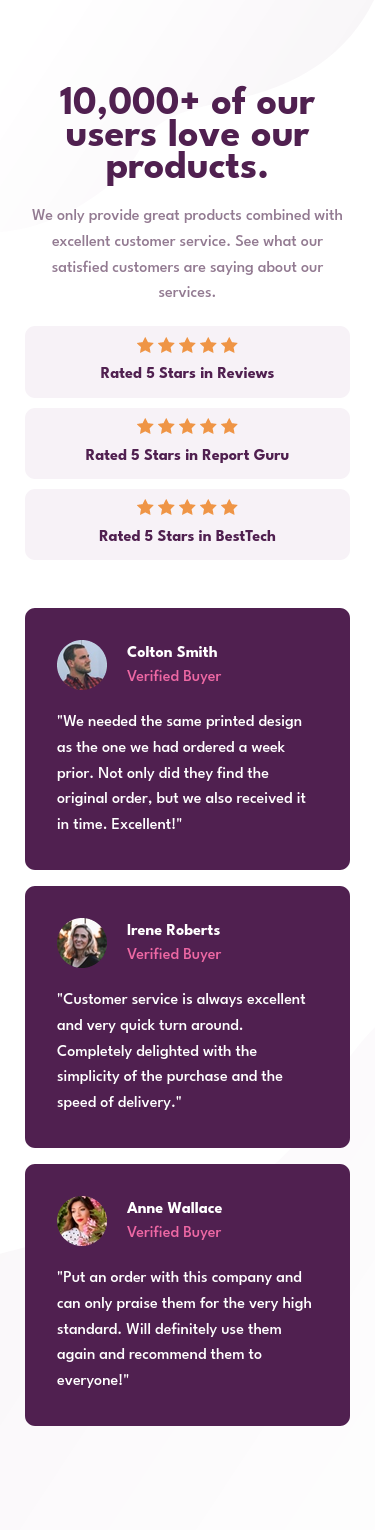 10,000+ of our
users love our
products.
We only provide great products combined with
excellent customer service. See what our
satisfied customers are saying about our
services.
Rated 5 Stars in Reviews
Rated 5 Stars in Report Guru
Rated 5 Stars in BestTech
Colton Smith
Verified Buyer
"We needed the same printed design
as the one we had ordered a week
prior. Not only did they find the
original order, but we also received it
in time. Excellent!"
Irene Roberts
Verified Buyer
"Customer service is always excellent
and very quick turn around.
Completely delighted with the
simplicity of the purchase and the
speed of delivery."
Anne Wallace
Verified Buyer
"Put an order with this company and
can only praise them for the very high
standard. Will definitely use them
again and recommend them to
everyone!"